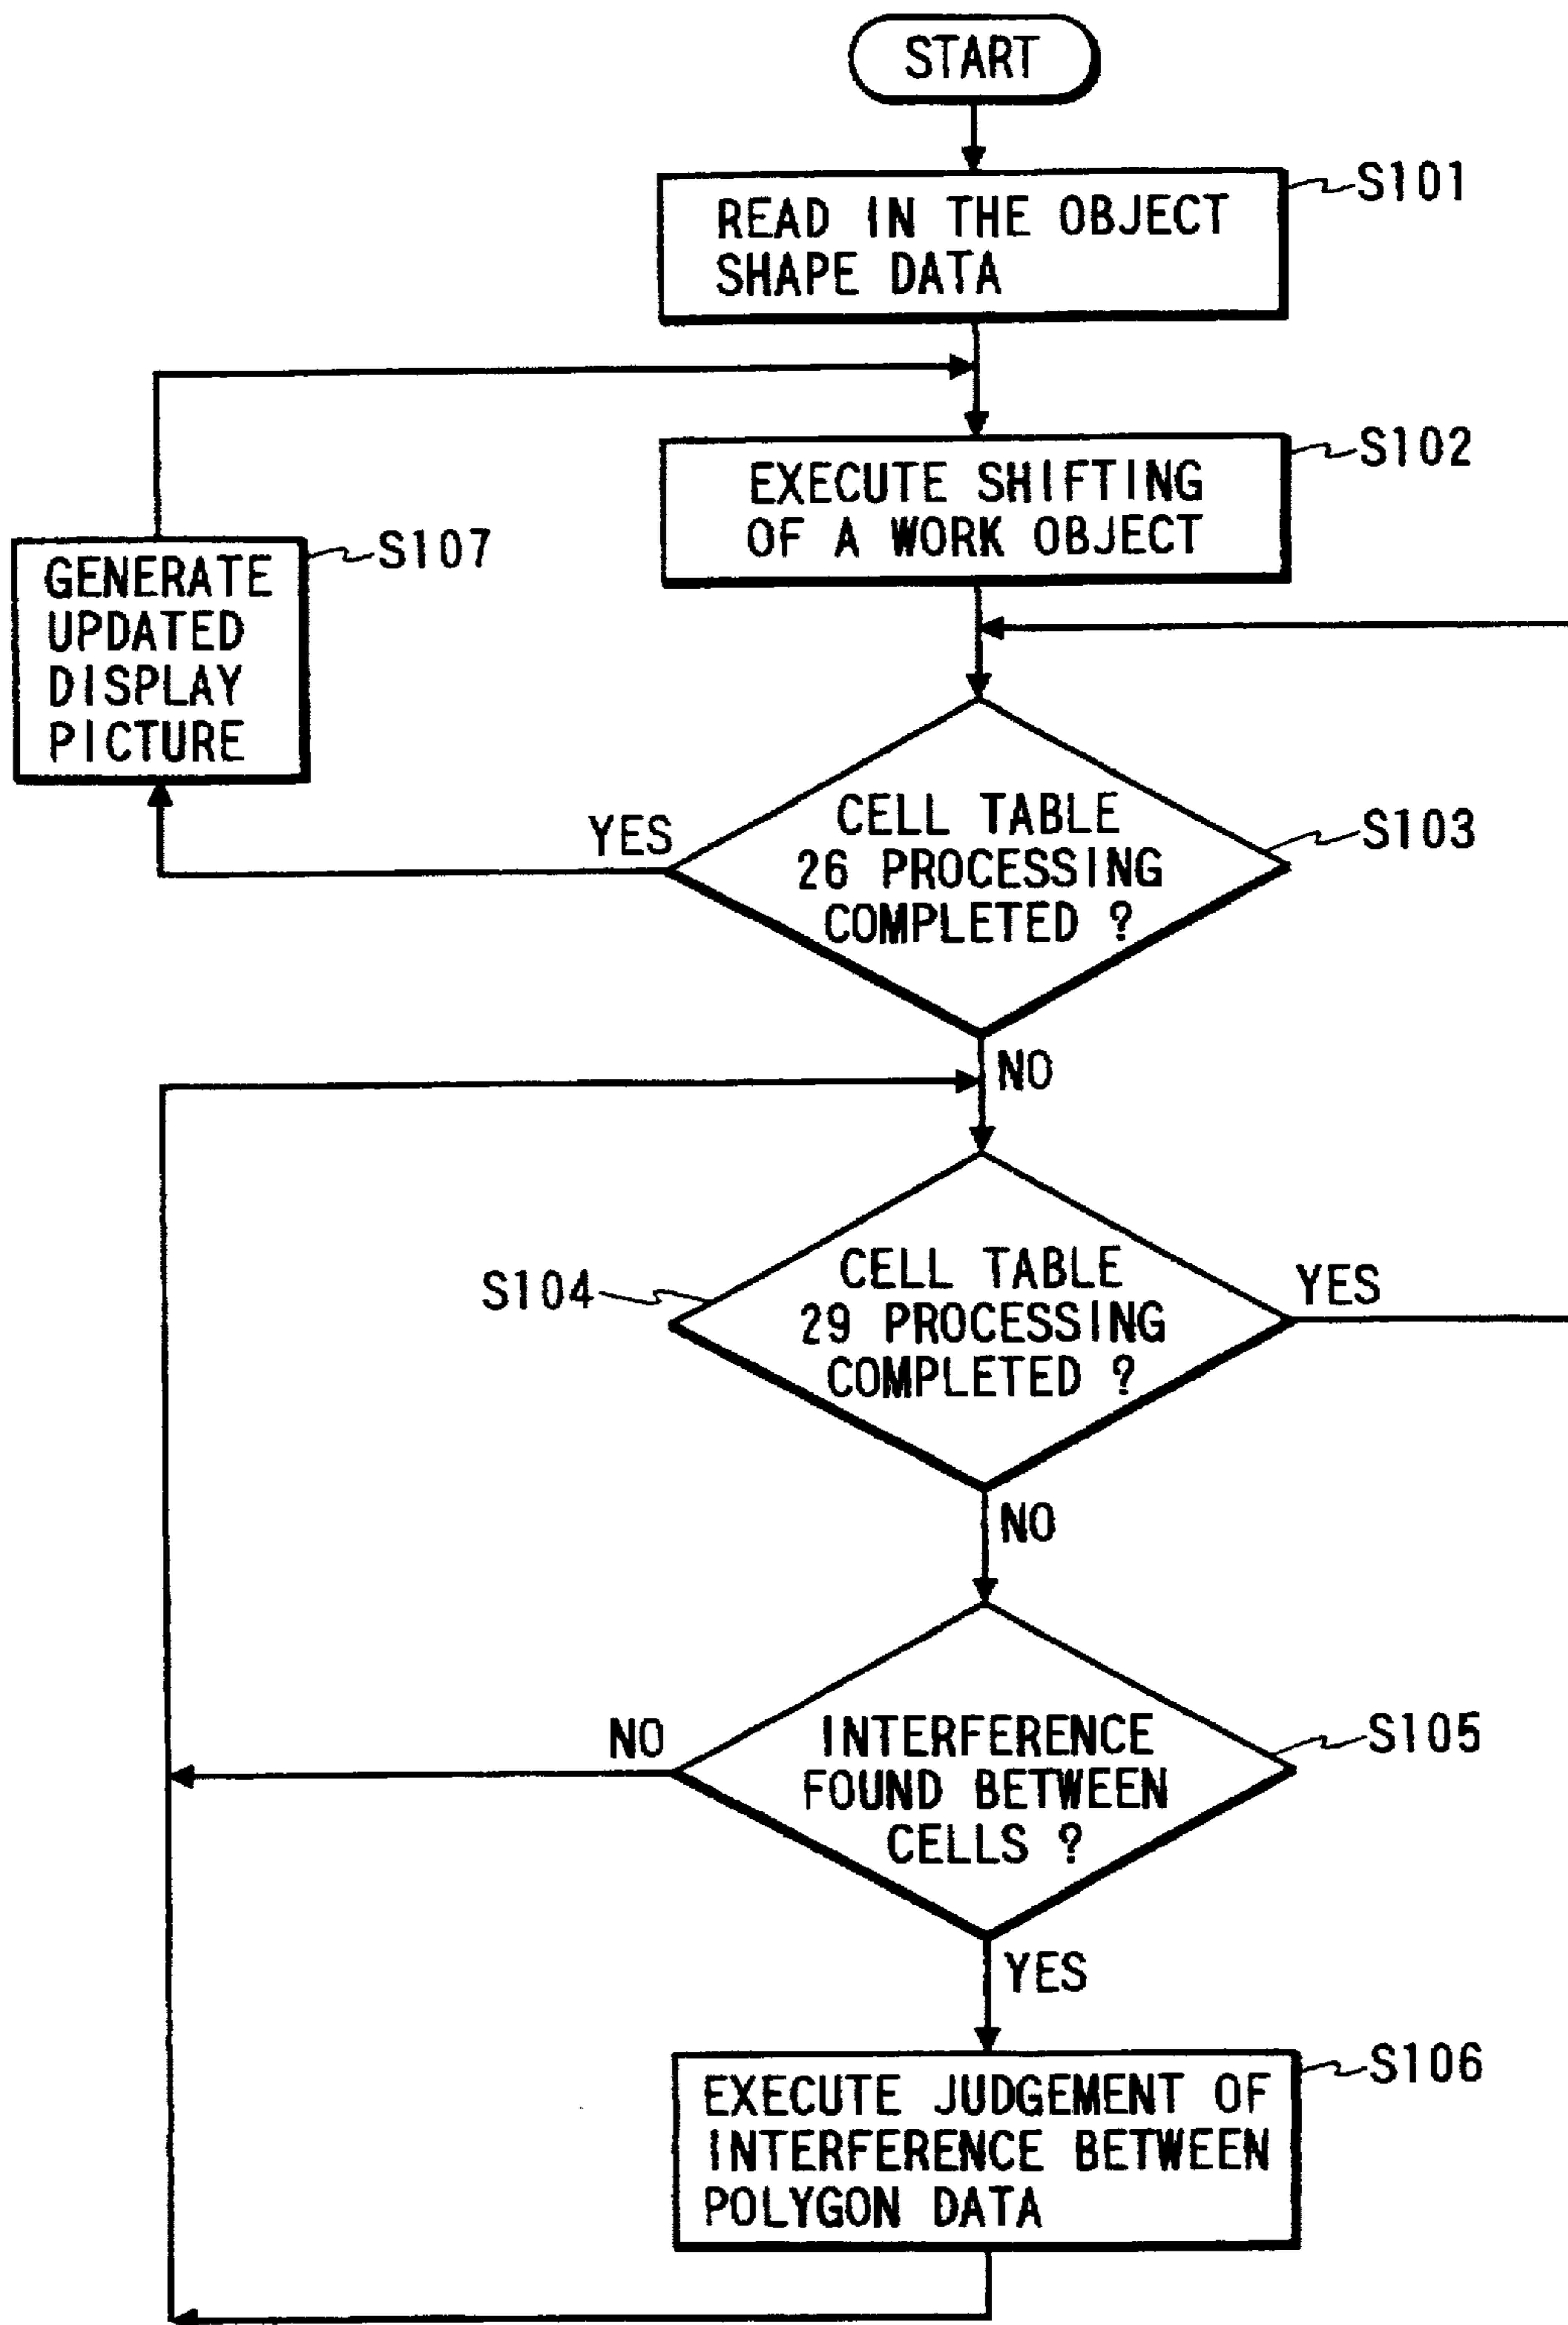 START
S101
READ IN THE OBJECT
SHAPE DATA
S102
EXECUTE SHIFTING
OF A WORK OBJECT
S107
GENERATE
UPDATED
DISPLAY
PICTURE
YES
CELL TABLE
26 PROCESSING
COMPLETED ?
S103
NO
S104
CELL TABLE
29 PROCESSING
COMPLETED ?
YES
NO
NO
INTERFERENCE
FOUND BETWEEN
CELLS ?
S105
YES
S106
EXECUTE JUDGEMENT OF
INTERFERENCE BETWEEN
POLYGON DATA